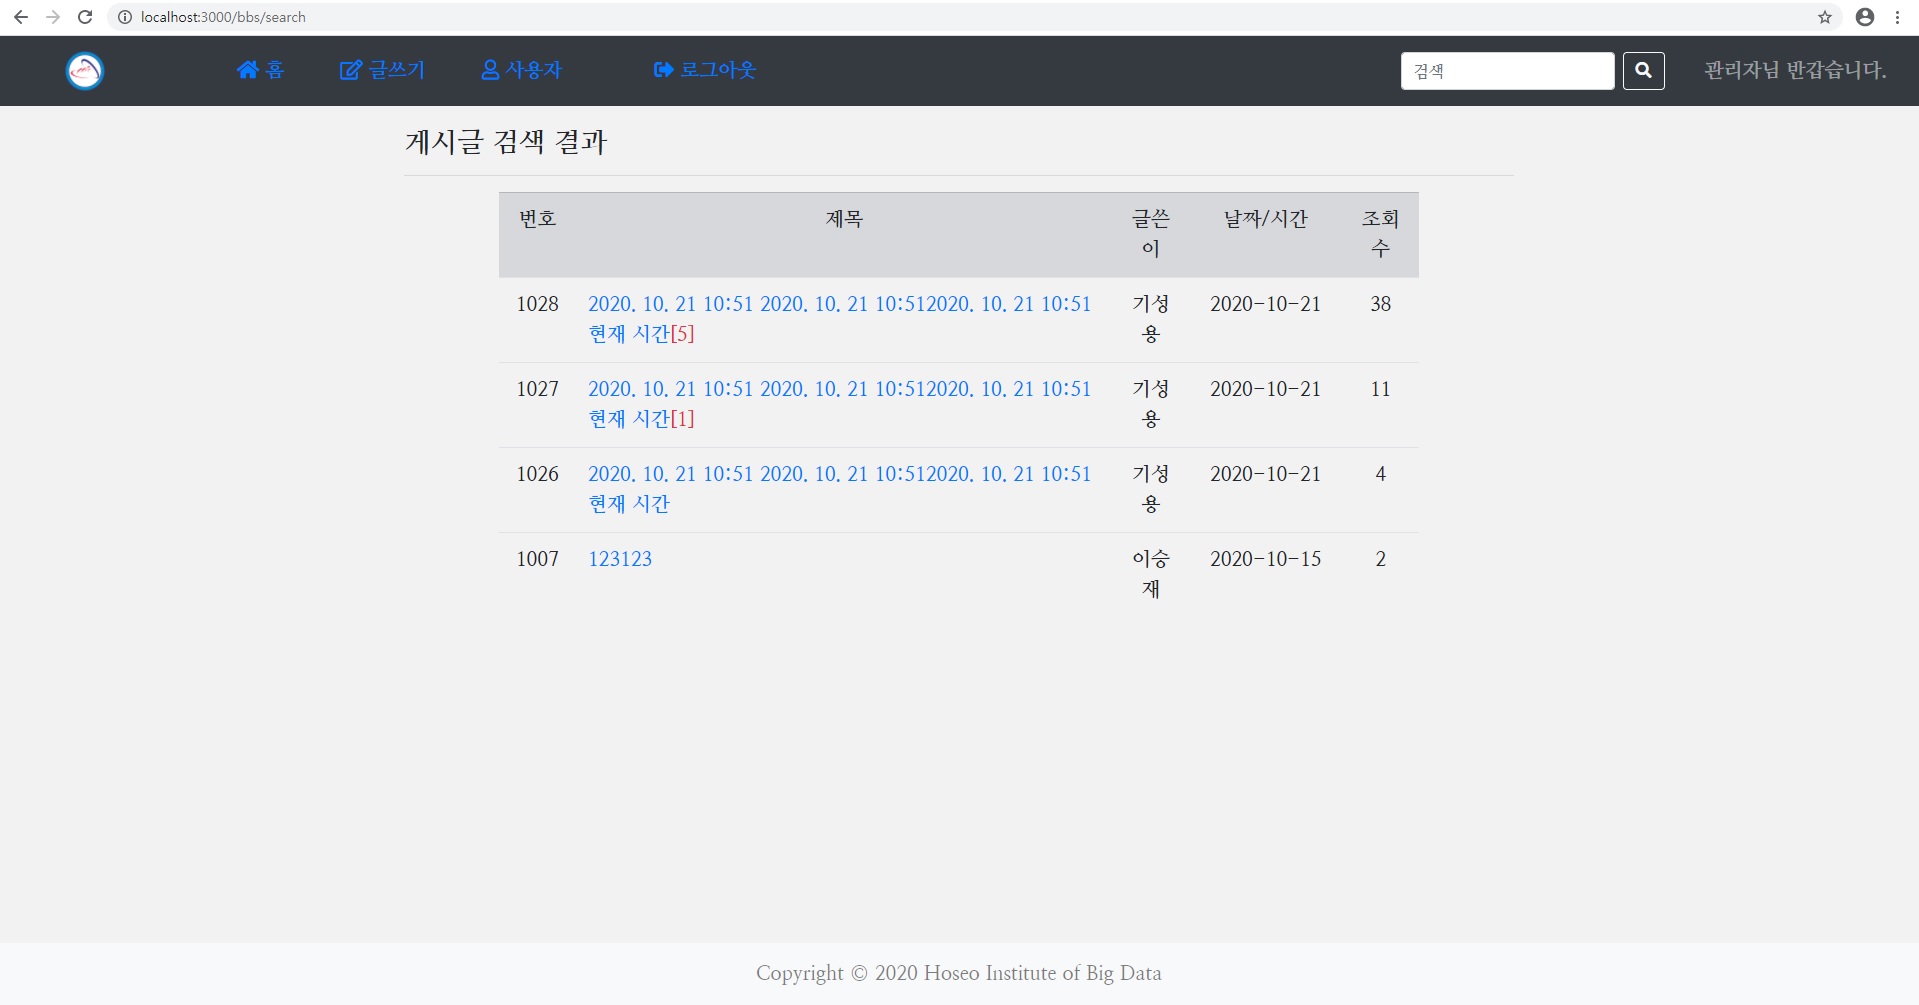 localhost:3000/bbs/search
홈 글쓰기 사용자 로그아웃 검색 관리자님 반갑습니다.
게시글 검색 결과
번호 제목 글쓴 날짜/시간 조회
이 수
1028 2020. 10. 21 10:51 2020. 10. 21 10:512020. 10. 21 10:51 기성 2020-10-21 38
현재 시간[5] 용
1027 2020. 10. 21 10:51 2020. 10. 21 10:512020. 10. 21 10:51 기성 2020-10-21 11
현재 시간[1] 용
1026 2020. 10. 21 10:51 2020. 10. 21 10:512020. 10. 21 10:51 기성 2020-10-21 4
현재 시간 용
1007 123123 이승 2020-10-15 2
재
Copyright © 2020 Hoseo Institute of Big Data